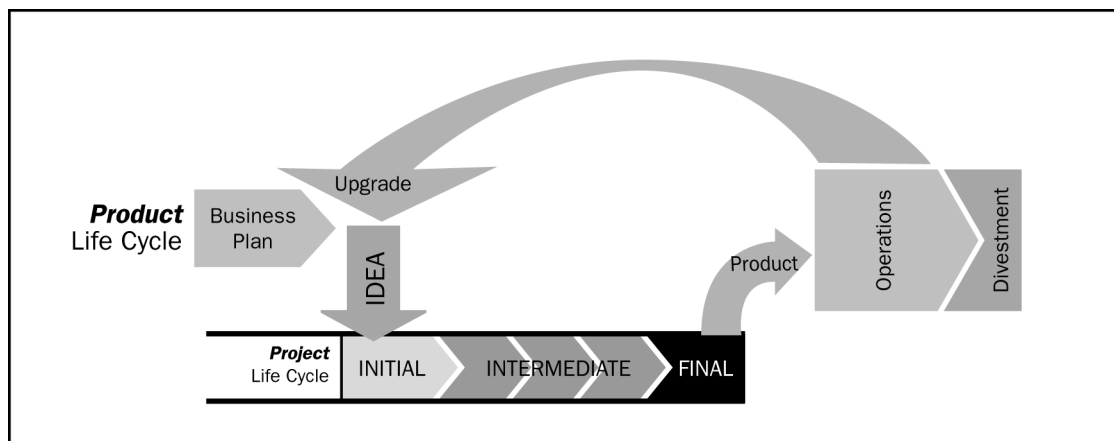 Upgrade
Product
Life Cycle
Business
Plan
IDEA
Product
Operations
Divestment
Project
Life Cycle
INITIAL
INTERMEDIATE
FINAL